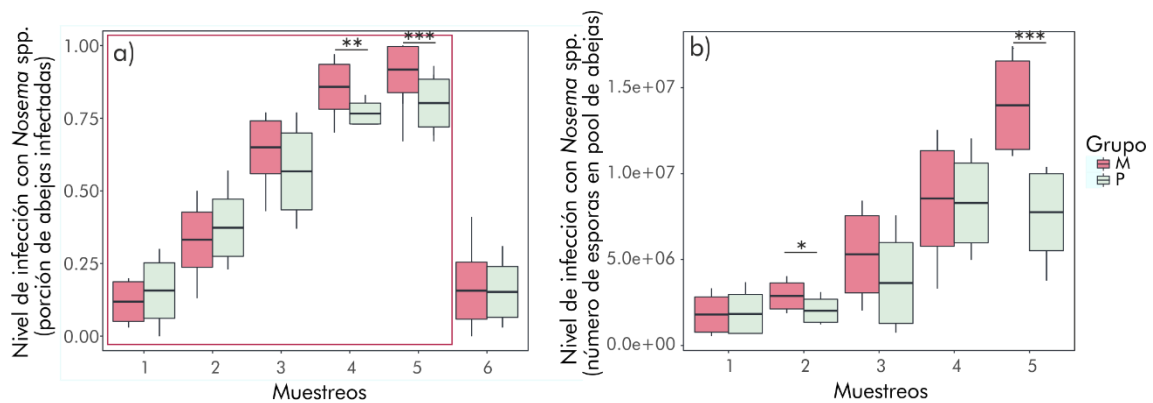 Nivel de infección con Nosema spp.
(porción de abejas infectadas)
a)
**
***
1.00
0.75
0.50
0.25
0.00
1
2
3
4
5
6
Muestreos
Nivel de infección con Nosema spp.
(número de esporas en pool de abejas)
b)
*
***
1.5e+07
1.0e+07
5.0e+06
0.0e+00
1
2
3
4
5
Muestreos
Grupo
M
P